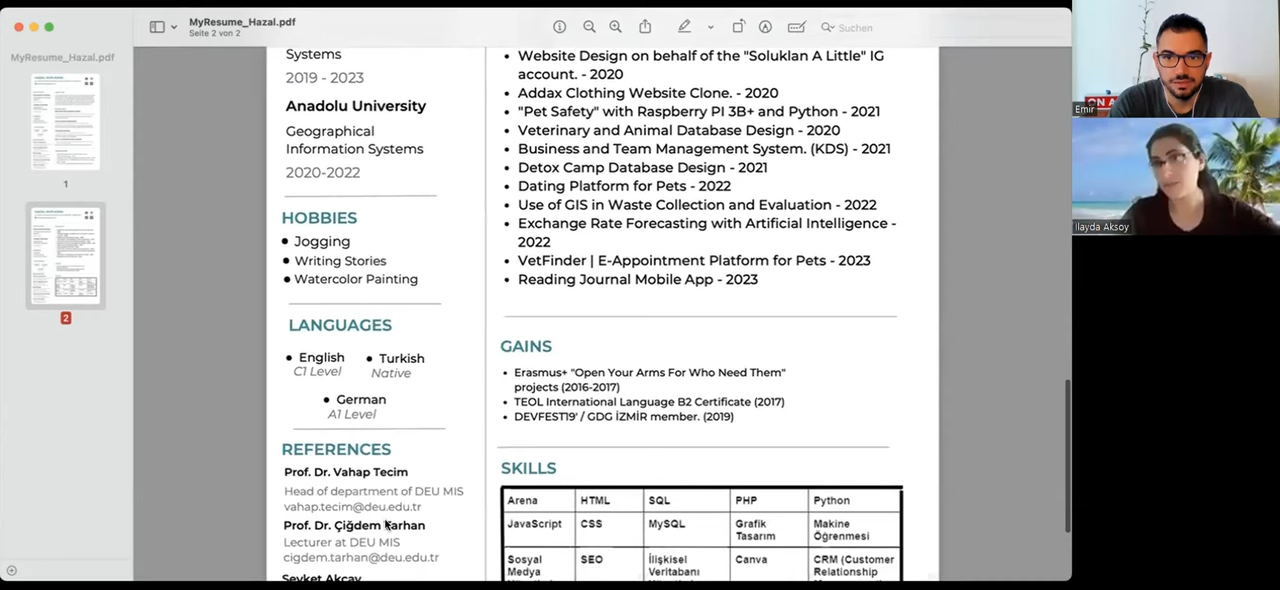 MyResume_Hazal.pdf
Seite 2 von 2
Suchen
MyResume_Hazal.pdf
1
2
Systems
2019 - 2023
Anadolu University
Geographical
Information Systems
2020-2022
HOBBIES
Jogging
Writing Stories
Watercolor Painting
LANGUAGES
English
C1 Level
Turkish
Native
German
A1 Level
REFERENCES
Prof. Dr. Vahap Tecim
Head of department of DEU MIS
vahap.tecim@deu.edu.tr
Prof. Dr. Çiğdem Tarhan
Lecturer at DEU MIS
cigdem.tarhan@deu.edu.tr
Şevket Akçay
Website Design on behalf of the "Soluklan A Little" IG
account. - 2020
Addax Clothing Website Clone. - 2020
"Pet Safary" with Raspberry PI 3B+ and Python - 2021
Veterinary and Animal Database Design - 2020
Business and Team Management System. (KDS) - 2021
Detox Camp Database Design - 2021
Dating Platform for Pets - 2022
Use of GIS in Waste Collection and Evaluation - 2022
Exchange Rate Forecasting with Artificial Intelligence -
2022
VetFinder | E-Appointment Platform for Pets - 2023
Reading Journal Mobile App - 2023
GAINS
Erasmus+ "Open Your Arms For Who Need Them"
projects (2016-2017)
TEOL International Language B2 Certificate (2017)
DEVFEST19' / GDG İZMİR member. (2019)
SKILLS
Arena HTML SQL PHP Python
JavaScript CSS MySQL Grafik Tasarım Makine Öğrenmesi
Sosyal Medya SEO İlişkisel Veritabanı Canva CRM (Customer Relationship
Emir
ON A
Ilayda Aksoy